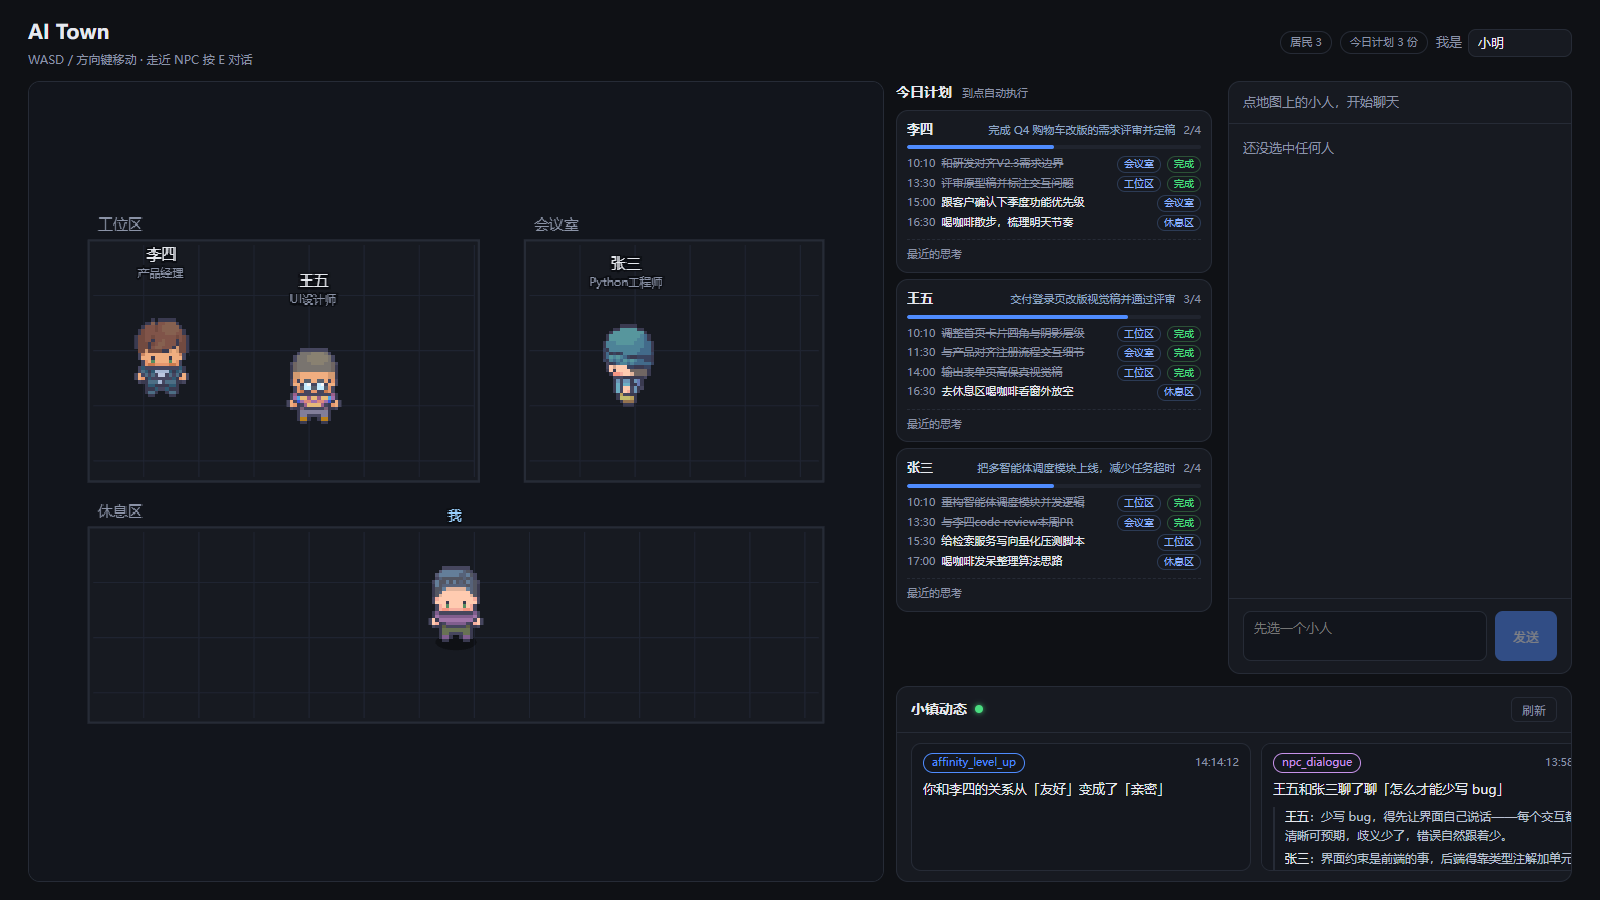 AI Town
WASD / 方向键移动 · 走近 NPC 按 E 对话
居民 3
今日计划 3 份
我是
小明
工位区
李四
产品经理
王五
UI设计师
会议室
张三
Python工程师
休息区
我
今日计划 到点自动执行
李四 完成 Q4 购物车改版的需求评审并定稿 2/4
10:10 和研发对齐V2.3需求边界 会议室 完成
13:30 评审原型稿并标注交互问题 工位区 完成
15:00 跟客户确认下季度功能优先级 会议室
16:30 喝咖啡散步，梳理明天节奏 休息区
最近的思考
王五 交付登录页改版视觉稿并通过评审 3/4
10:10 调整首页卡片圆角与阴影层级 工位区 完成
11:30 与产品对齐注册流程交互细节 会议室 完成
14:00 输出表单页高保真视觉稿 工位区 完成
16:30 去休息区喝咖啡看窗外放空 休息区
最近的思考
张三 把多智能体调度模块上线，减少任务超时 2/4
10:10 重构智能体调度模块并发逻辑 工位区 完成
13:30 与李四code review本周PR 会议室 完成
15:30 给检索服务写向量化压测脚本 工位区
17:00 喝咖啡发呆整理算法思路 休息区
最近的思考
点地图上的小人，开始聊天
还没选中任何人
先选一个小人
发送
小镇动态
刷新
affinity_level_up 14:14:12
你和李四的关系从「友好」变成了「亲密」
npc_dialogue 13:58
王五和张三聊了聊「怎么才能少写 bug」
王五：少写 bug，得先让界面自己说话——每个交互都
清晰可预期，歧义少了，错误自然跟着少。
张三：界面约束是前端的事，后端得靠类型注解加单元